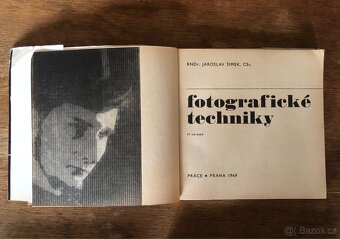 RNDr. JAROSLAV ŠIMEK, CSc.
fotografické
techniky
PRÁCE • PRAHA 1969
Bazos.cz